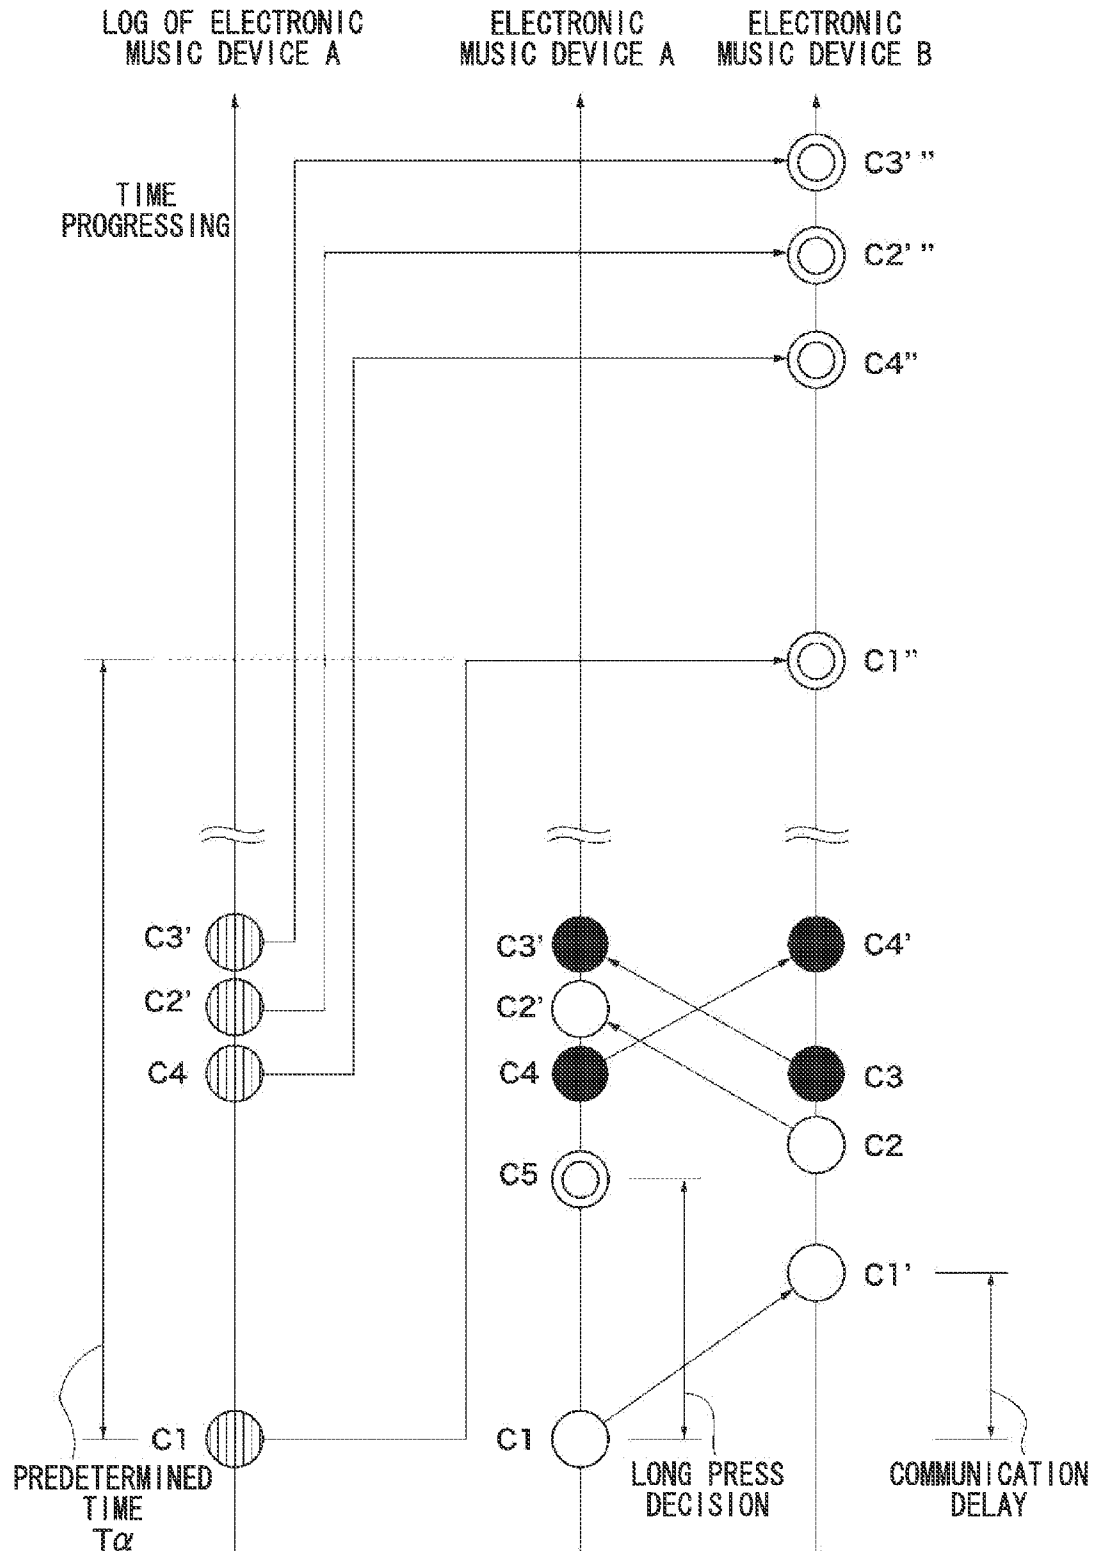 LOG OF ELECTRONIC
MUSIC DEVICE A
ELECTRONIC
MUSIC DEVICE A
ELECTRONIC
MUSIC DEVICE B
C3'"
TIME
PROGRESSING
C2'"
C4"
C1"
C3'
C3'
C4'
C2'
C2'
C4
C4
C3
C2
C5
C1'
C1
C1
PREDETERMINED
TIME
Tα
LONG PRESS
DECISION
COMMUNICATION
DELAY